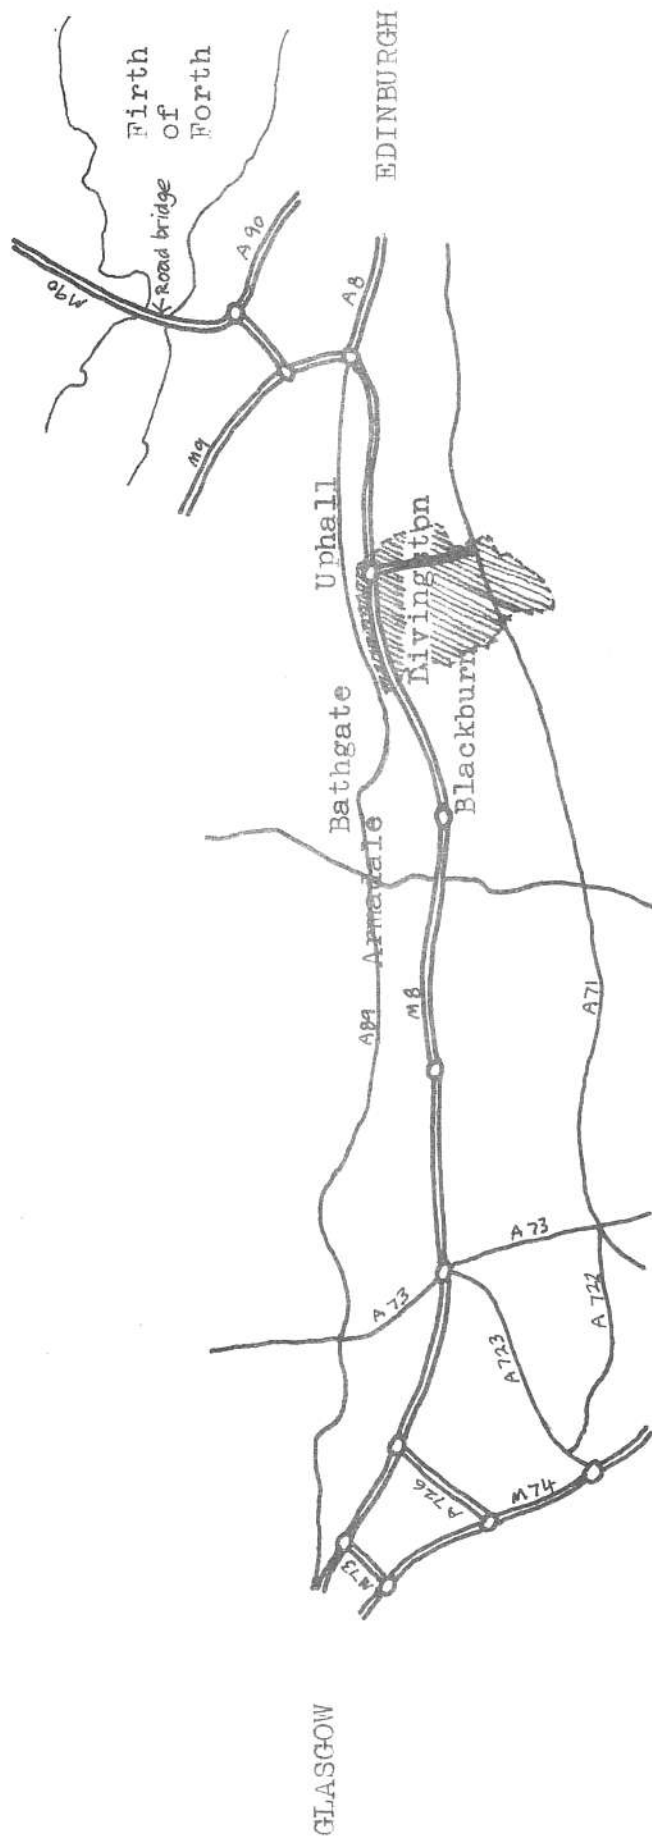 Firth
of
Forth
EDINBURGH
Road bridge
M90
A90
A8
M9
Uphall
Livingston
Bathgate
Blackburn
Armadale
A89
M8
A71
A73
A73
A722
A723
A726
M74
M73
GLASGOW